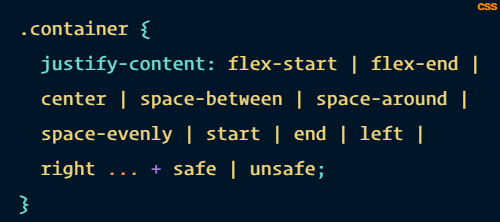 css
.container {
  justify-content: flex-start | flex-end |
  center | space-between | space-around |
  space-evenly | start | end | left |
  right ... + safe | unsafe;
}